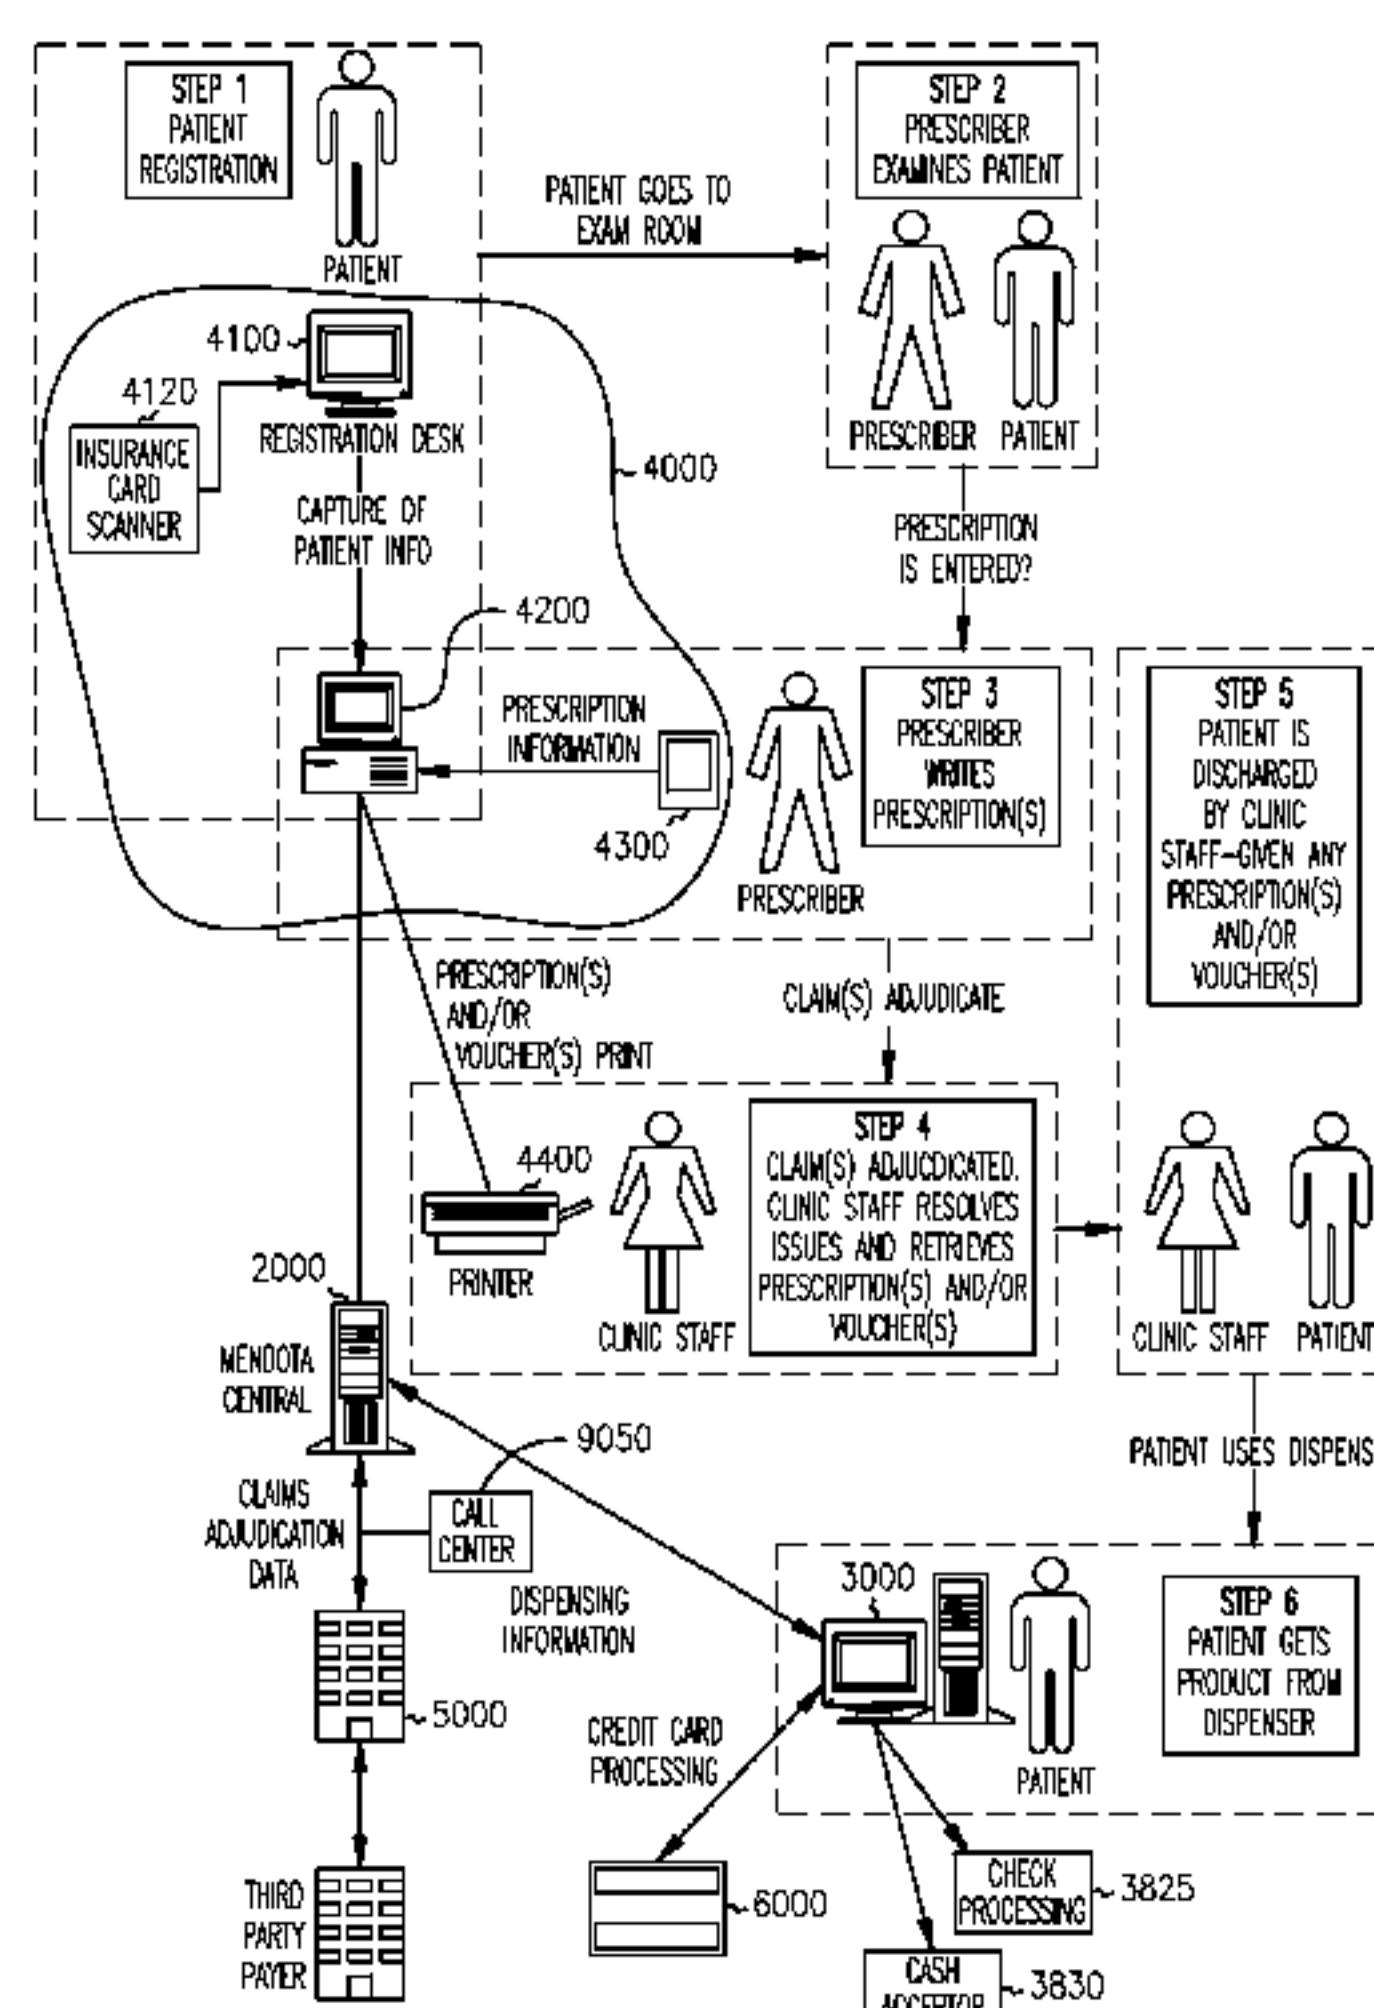 STEP 1
PATIENT
REGISTRATION
PATIENT
PATIENT GOES TO
EXAM ROOM
STEP 2
PRESCRIBER
EXAMINES PATIENT
PRESCRIBER PATIENT
4100
4120
INSURANCE
CARD
SCANNER
REGISTRATION DESK
4000
CAPTURE OF
PATIENT INFO
PRESCRIPTION
IS ENTERED?
4200
PRESCRIPTION
INFORMATION
4300
PRESCRIBER
STEP 3
PRESCRIBER
WRITES
PRESCRIPTION(S)
STEP 5
PATIENT IS
DISCHARGED
BY CLINIC
STAFF-GIVEN ANY
PRESCRIPTION(S)
AND/OR
VOUCHER(S)
PRESCRIPTION(S)
AND/OR
VOUCHER(S) PRINT
CLAIM(S) ADJUDICATE
4400
PRINTER
CLINIC STAFF
STEP 4
CLAIM(S) ADJUCDICATED.
CLINIC STAFF RESOLVES
ISSUES AND RETRIEVES
PRESCRIPTION(S) AND/OR
VOUCHER(S)
CLINIC STAFF PATIENT
2000
MENDOTA
CENTRAL
9050
CALL
CENTER
CLAIMS
ADJUDICATION
DATA
PATIENT USES DISPENS
DISPENSING
INFORMATION
3000
PATIENT
STEP 6
PATIENT GETS
PRODUCT FROM
DISPENSER
5000
CREDIT CARD
PROCESSING
6000
CHECK
PROCESSING
3825
THIRD
PARTY
PAYER
CASH
ACCEPTOR
3830